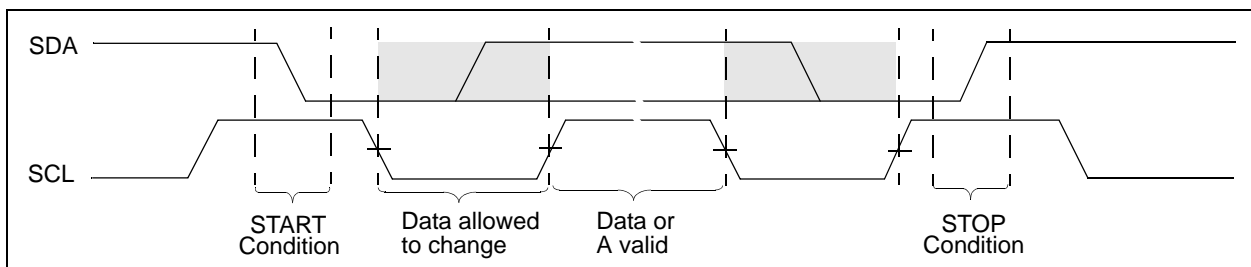 SDA
SCL
START
Condition
Data allowed
to change
Data or
A valid
STOP
Condition